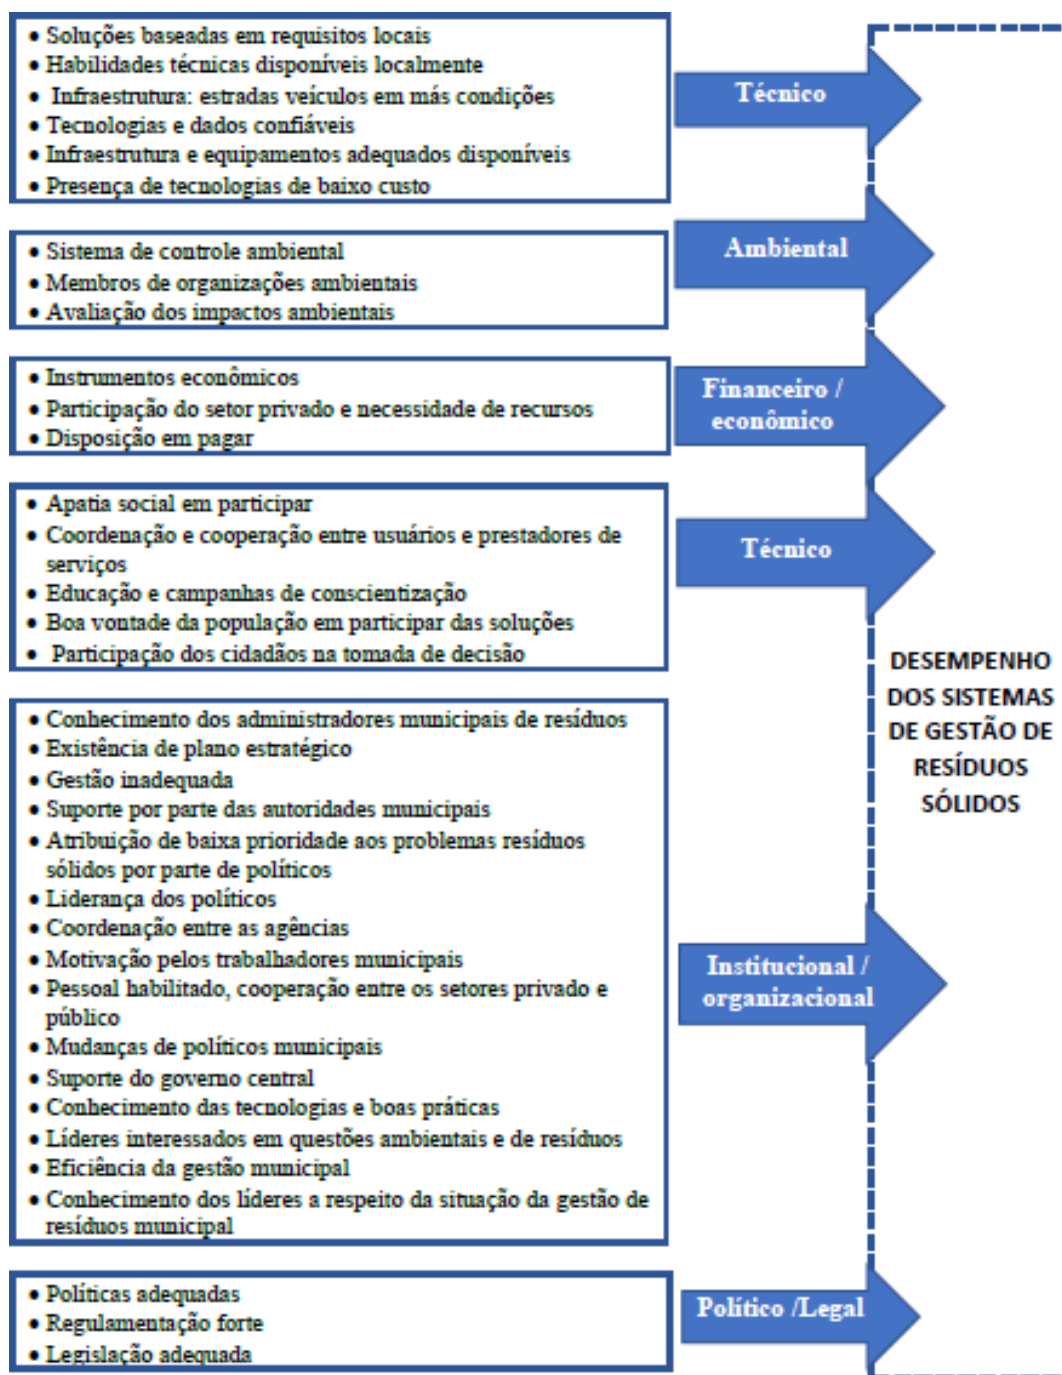 • Soluções baseadas em requisitos locais
• Habilidades técnicas disponíveis localmente
• Infraestrutura: estradas veículos em más condições
• Tecnologias e dados confiáveis
• Infraestrutura e equipamentos adequados disponíveis
• Presença de tecnologias de baixo custo
Técnico
• Sistema de controle ambiental
• Membros de organizações ambientais
• Avaliação dos impactos ambientais
Ambiental
• Instrumentos econômicos
• Participação do setor privado e necessidade de recursos
• Disposição em pagar
Financeiro /
econômico
• Apatia social em participar
• Coordenação e cooperação entre usuários e prestadores de
serviços
• Educação e campanhas de conscientização
• Boa vontade da população em participar das soluções
• Participação dos cidadãos na tomada de decisão
Técnico
• Conhecimento dos administradores municipais de resíduos
• Existência de plano estratégico
• Gestão inadequada
• Suporte por parte das autoridades municipais
• Atribuição de baixa prioridade aos problemas resíduos
sólidos por parte de políticos
• Liderança dos políticos
• Coordenação entre as agências
• Motivação pelos trabalhadores municipais
• Pessoal habilitado, cooperação entre os setores privado e
público
• Mudanças de políticos municipais
• Suporte do governo central
• Conhecimento das tecnologias e boas práticas
• Líderes interessados em questões ambientais e de resíduos
• Eficiência da gestão municipal
• Conhecimento dos líderes a respeito da situação da gestão de
resíduos municipal
Institucional /
organizacional
• Políticas adequadas
• Regulamentação forte
• Legislação adequada
Político /Legal
DESEMPENHO
DOS SISTEMAS
DE GESTÃO DE
RESÍDUOS
SÓLIDOS